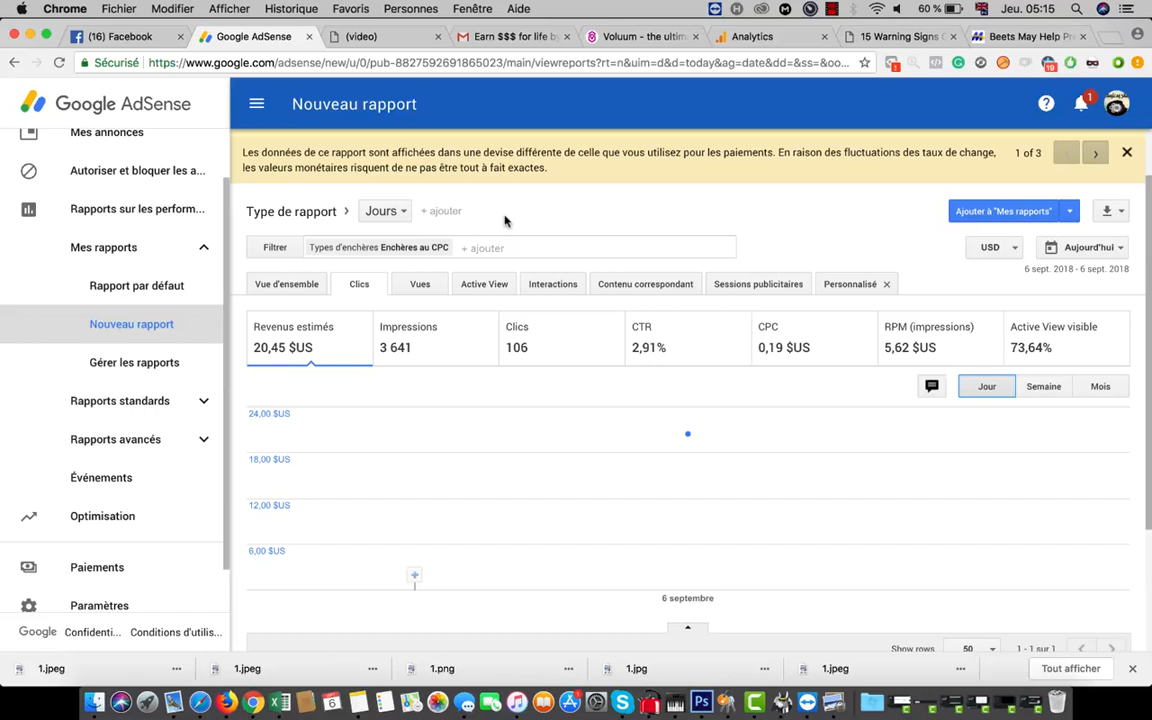 Chrome Fichier Modifier Afficher Historique Favoris Personnes Fenêtre Aide 60 % Jeu. 05:15
(16) Facebook Google AdSense (video) Earn $$$ for life by Voluum - the ultim Analytics 15 Warning Signs Beets May Help Pre
Sécurisé https://www.google.com/adsense/new/u/0/pub-8827592691865023/main/viewreports?rt=n&uim=d&d=today&ag=date&dd=&ss=&oo...
Google AdSense
Nouveau rapport
1
Mes annonces
Autoriser et bloquer les a...
Rapports sur les perform...
Mes rapports
Rapport par défaut
Nouveau rapport
Gérer les rapports
Rapports standards
Rapports avancés
Événements
Optimisation
Paiements
Paramètres
Google Confidenti... Conditions d'utilis...
Les données de ce rapport sont affichées dans une devise différente de celle que vous utilisez pour les paiements. En raison des fluctuations des taux de change,
les valeurs monétaires risquent de ne pas être tout à fait exactes.
1 of 3
Type de rapport Jours + ajouter Ajouter à "Mes rapports"
Filtrer Types d'enchères Enchères au CPC + ajouter USD Aujourd'hui
6 sept. 2018 - 6 sept. 2018
Vue d'ensemble Clics Vues Active View Interactions Contenu correspondant Sessions publicitaires Personnalisé
Revenus estimés Impressions Clics CTR CPC RPM (impressions) Active View visible
20,45 $US 3 641 106 2,91% 0,19 $US 5,62 $US 73,64%
Jour Semaine Mois
24,00 $US
18,00 $US
12,00 $US
6,00 $US
6 septembre
Show rows 50 1 - 1 sur 1
1.jpeg 1.jpeg 1.png 1.jpg 1.jpeg Tout afficher